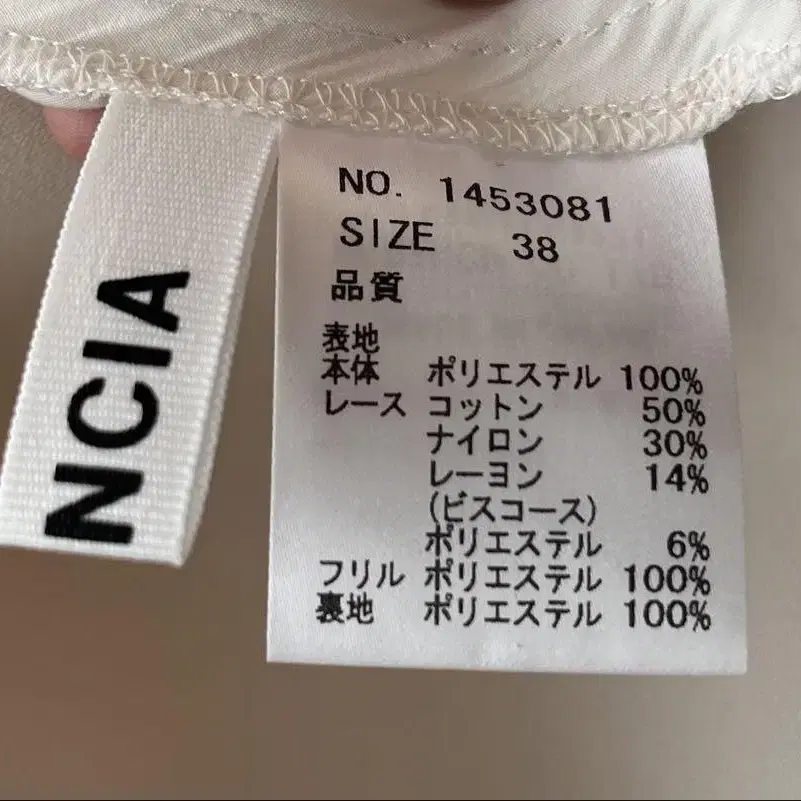 NCIA
NO. 1453081
SIZE 38
品質
表地
本体 ポリエステル 100%
レース コットン 50%
ナイロン 30%
レーヨン 14%
(ビスコース)
ポリエステル 6%
フリル ポリエステル 100%
裏地 ポリエステル 100%